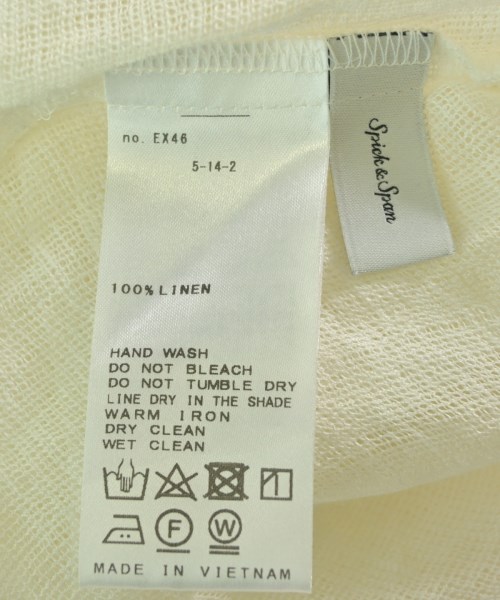 no. EX46
5-14-2
100% LINEN
HAND WASH
DO NOT BLEACH
DO NOT TUMBLE DRY
LINE DRY IN THE SHADE
WARM IRON
DRY CLEAN
WET CLEAN
F
W
MADE IN VIETNAM
Spick&Span